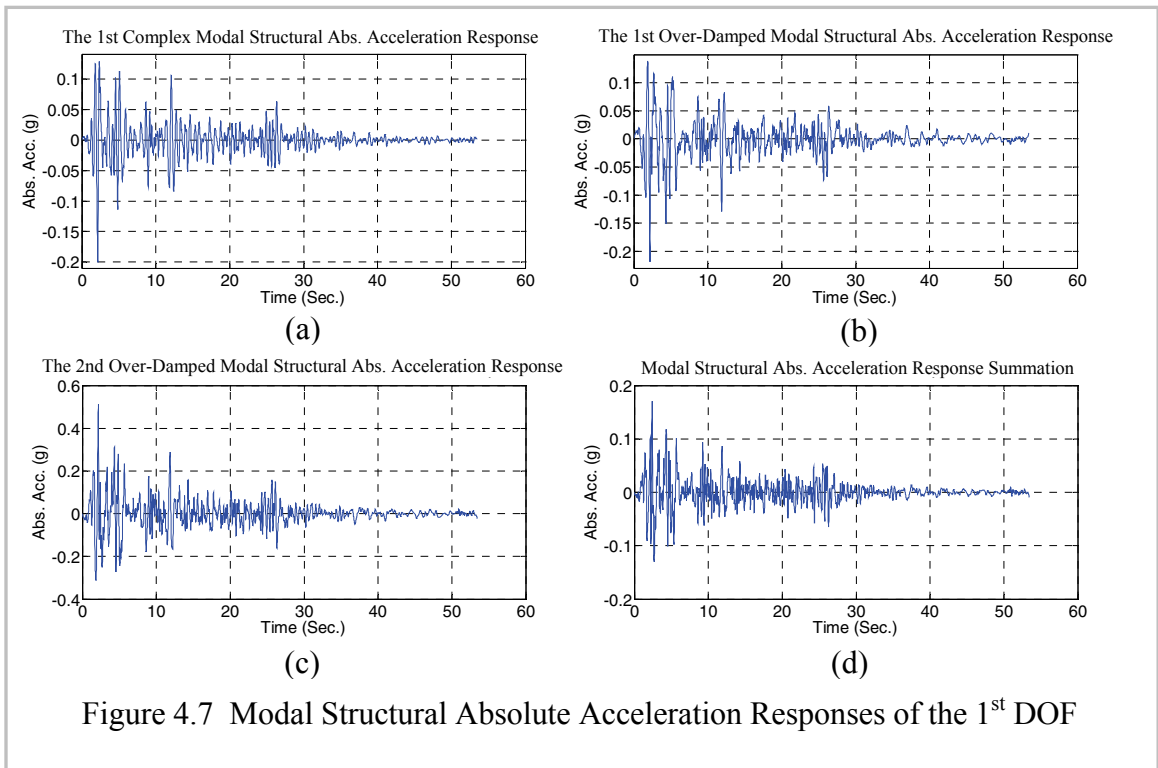 The 1st Complex Modal Structural Abs. Acceleration Response
0.1
0.05
0
-0.05
-0.1
-0.15
-0.2
Abs. Acc. (g)
0 10 20 30 40 50 60
Time (Sec.)
(a)
The 1st Over-Damped Modal Structural Abs. Acceleration Response
0.1
0.05
0
-0.05
-0.1
-0.15
-0.2
Abs. Acc. (g)
0 10 20 30 40 50 60
Time (Sec.)
(b)
The 2nd Over-Damped Modal Structural Abs. Acceleration Response
0.6
0.4
0.2
0
-0.2
-0.4
Abs. Acc. (g)
0 10 20 30 40 50 60
Time (Sec.)
(c)
Modal Structural Abs. Acceleration Response Summation
0.2
0.1
0
-0.1
-0.2
Abs. Acc. (g)
0 10 20 30 40 50 60
Time (Sec.)
(d)
Figure 4.7 Modal Structural Absolute Acceleration Responses of the 1st DOF